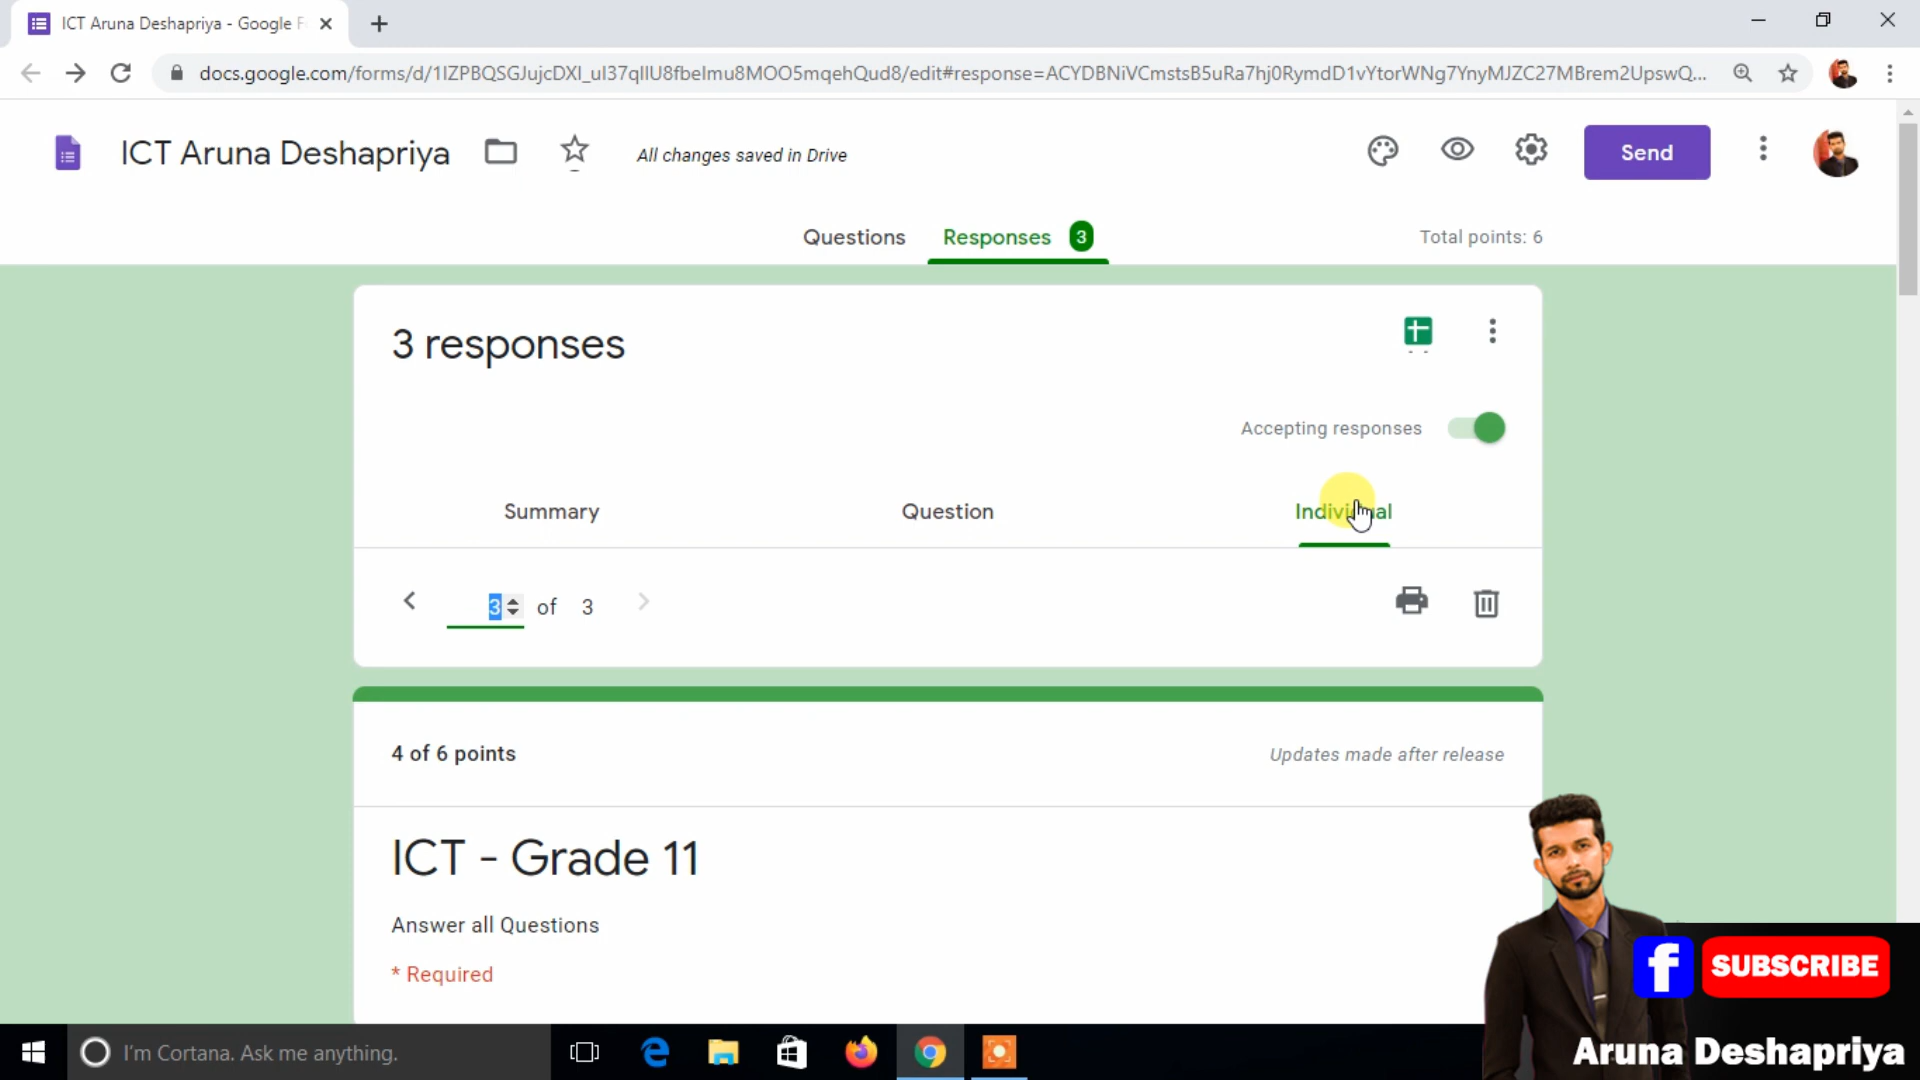 ICT Aruna Deshapriya - Google F
docs.google.com/forms/d/1IZPBQSGJujcDXI_uI37qIlU8fbeImu8MOO5mqehQud8/edit#response=ACYDBNiVCmstsB5uRa7hj0RymdD1vYtorWNg7YnyMJZC27MBrem2UpswQ...
ICT Aruna Deshapriya
All changes saved in Drive
Send
Questions
Responses 3
Total points: 6
3 responses
Accepting responses
Summary
Question
Individual
3 of 3
4 of 6 points
Updates made after release
ICT - Grade 11
Answer all Questions
* Required
f SUBSCRIBE
I'm Cortana. Ask me anything.
Aruna Deshapriya